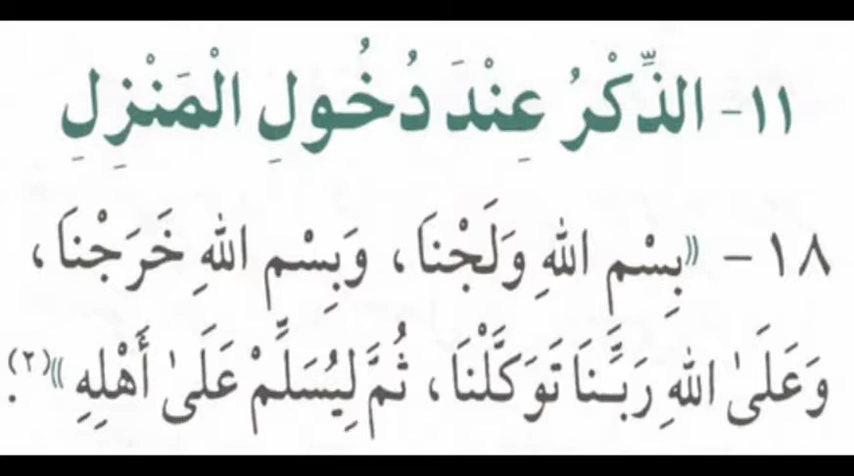 ١١- الذِّكْرُ عِنْدَ دُخُولِ الْمَنْزِلِ
١٨ - «بِسْمِ اللهِ وَلَجْنَا، وَبِسْمِ اللهِ خَرَجْنَا،
وَعَلَىٰ اللهِ رَبِّنَا تَوَكَّلْنَا، ثُمَّ لِيُسَلِّمْ عَلَىٰ أَهْلِهِ»(٢).